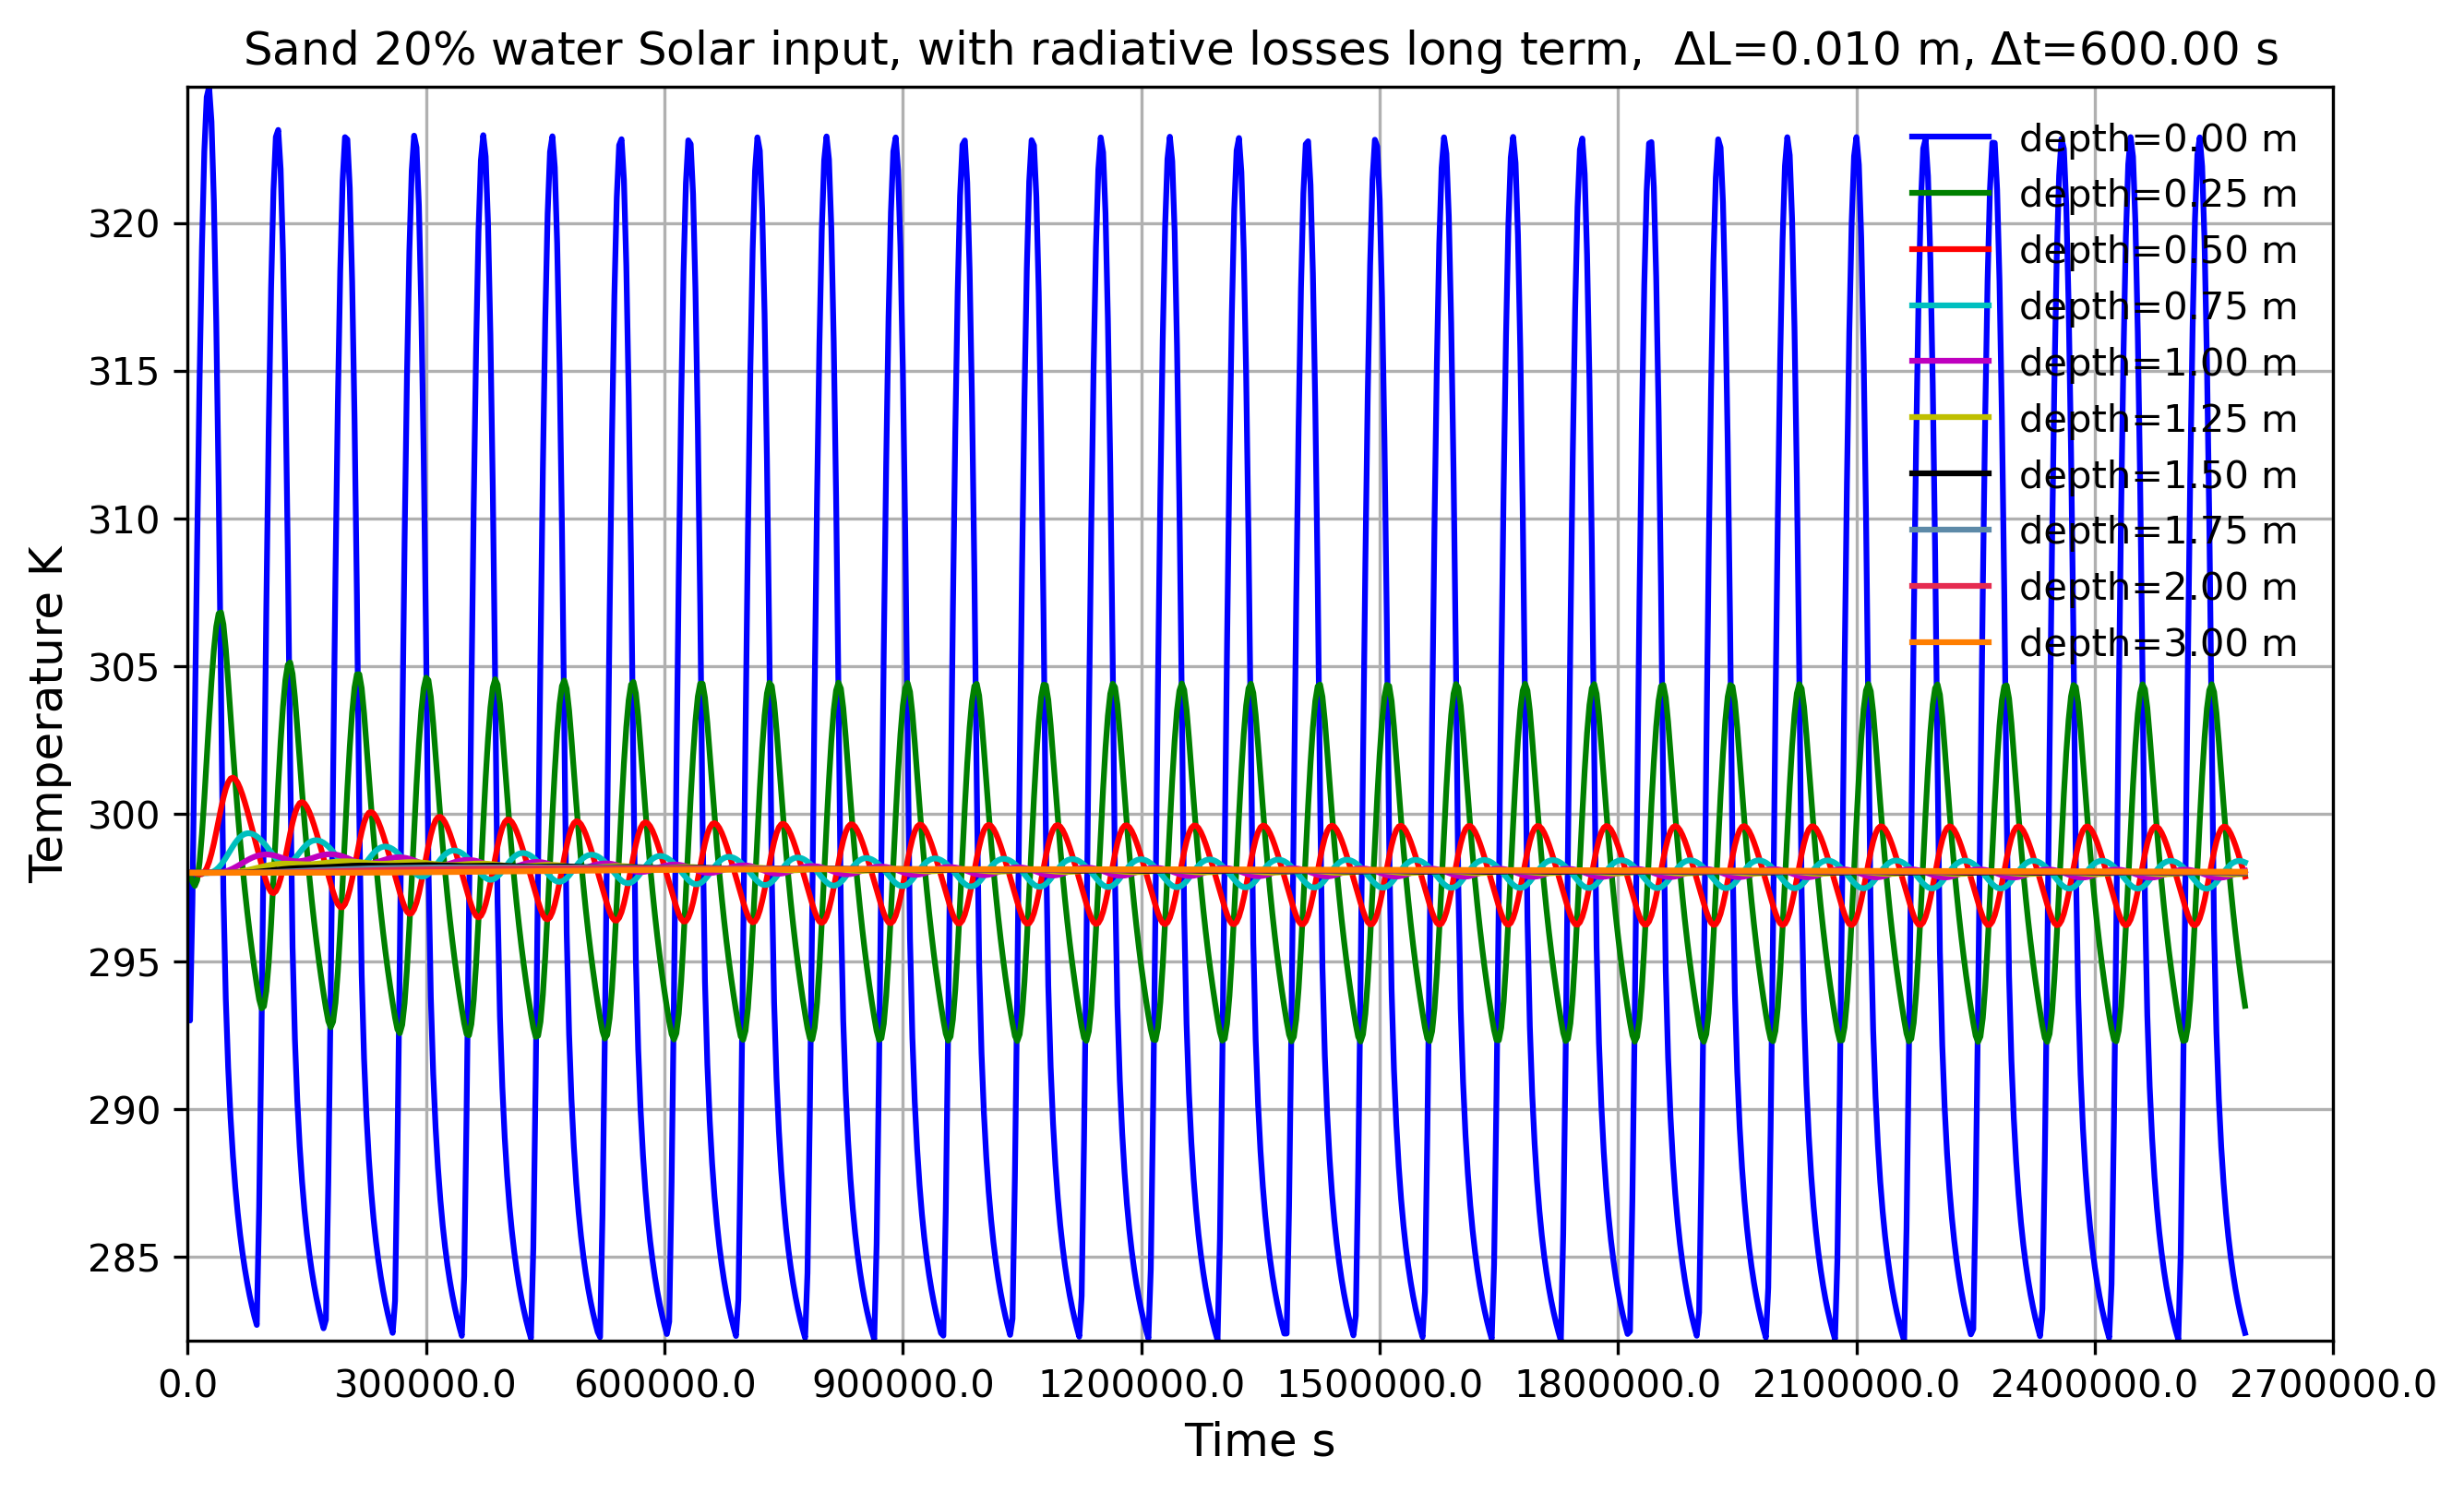 Sand 20% water Solar input, with radiative losses long term,  ΔL=0.010 m, Δt=600.00 s
depth=0.00 m
depth=0.25 m
depth=0.50 m
depth=0.75 m
depth=1.00 m
depth=1.25 m
depth=1.50 m
depth=1.75 m
depth=2.00 m
depth=3.00 m
Temperature K
320
315
310
305
300
295
290
285
0.0 300000.0 600000.0 900000.0 1200000.0 1500000.0 1800000.0 2100000.0 2400000.0 2700000.0
Time s